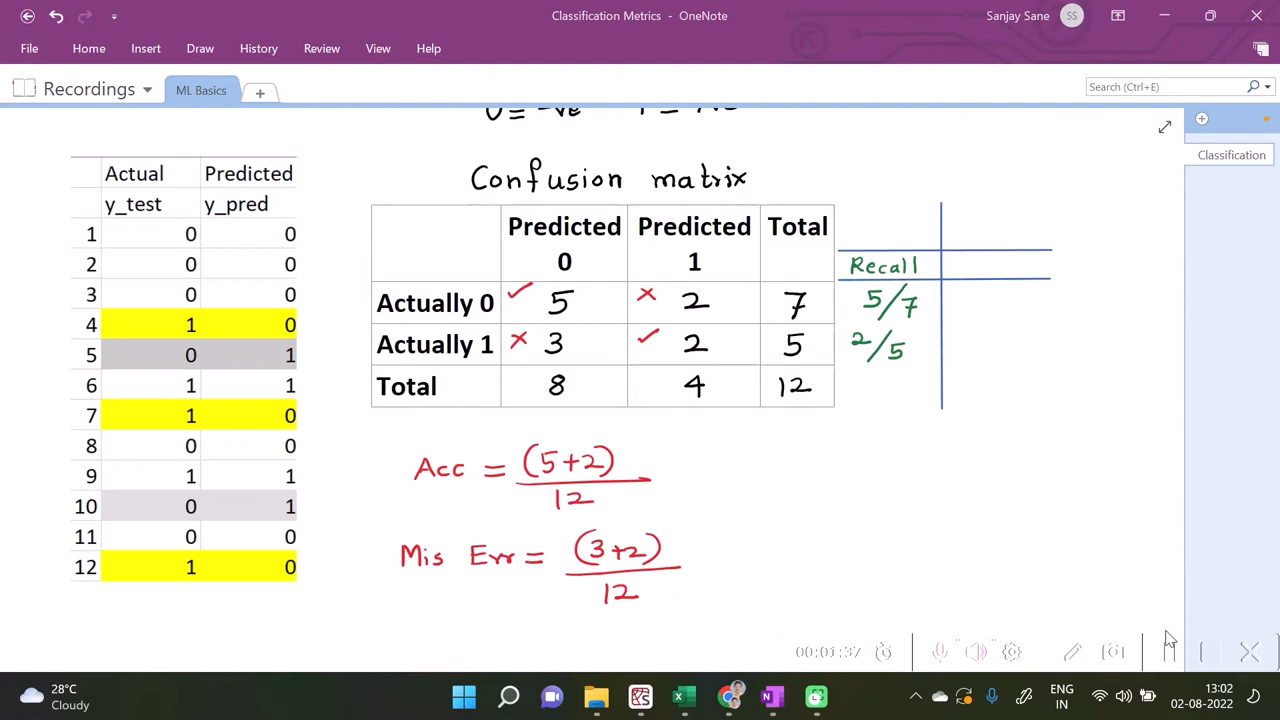 Classification Metrics - OneNote
Sanjay Sane SS
File Home Insert Draw History Review View Help
Recordings ML Basics
Search (Ctrl+E)
Classification
Confusion matrix
Actual Predicted
y_test y_pred
1 0 0
2 0 0
3 0 0
4 1 0
5 0 1
6 1 1
7 1 0
8 0 0
9 1 1
10 0 1
11 0 0
12 1 0
Predicted 0 Predicted 1 Total
Actually 0 5 2 7
Actually 1 3 2 5
Total 8 4 12
Recall
5/7
2/5
Acc = (5+2)
12
Mis Err = (3+2)
12
00:01:37
28°C
Cloudy
ENG
IN
13:02
02-08-2022